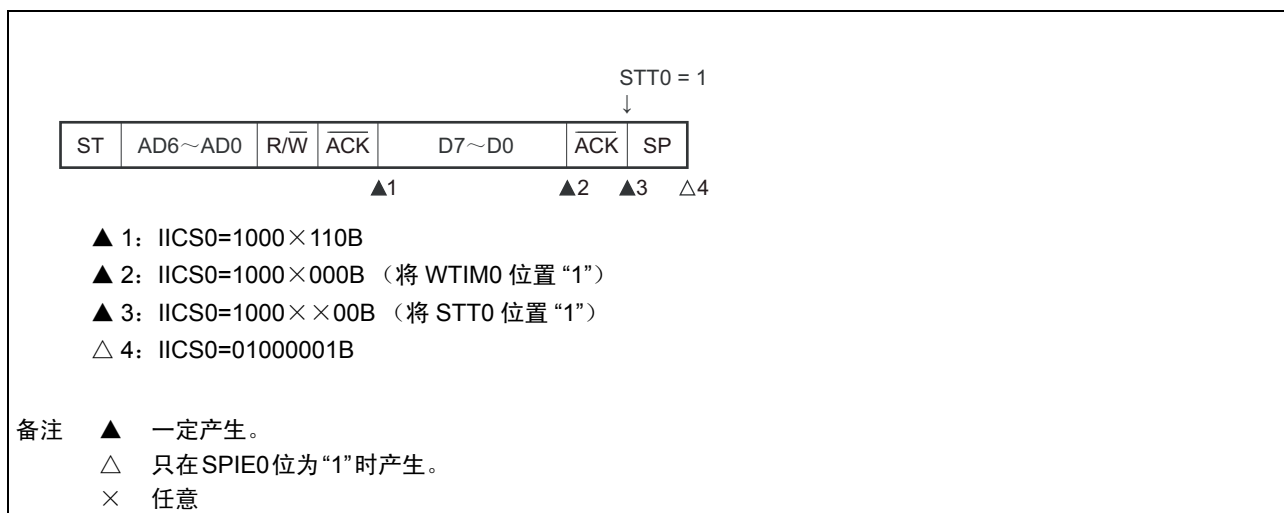 STT0 = 1
↓
ST AD6～AD0 R/W̅ A̅C̅K̅ D7～D0 A̅C̅K̅ SP
▲1 ▲2 ▲3 △4
▲ 1：IICS0=1000×110B
▲ 2：IICS0=1000×000B （将 WTIM0 位置 “1”）
▲ 3：IICS0=1000××00B （将 STT0 位置 “1”）
△ 4：IICS0=01000001B
备注 ▲ 一定产生。
△ 只在SPIE0位为“1”时产生。
× 任意